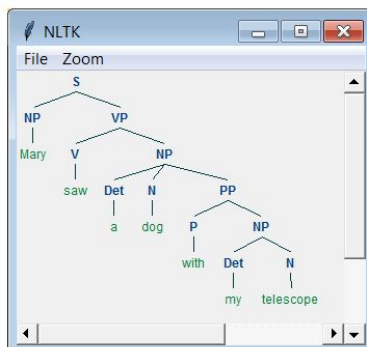 NLTK
File Zoom
S
NP VP
Mary V NP
saw Det N PP
a dog P NP
with Det N
my telescope